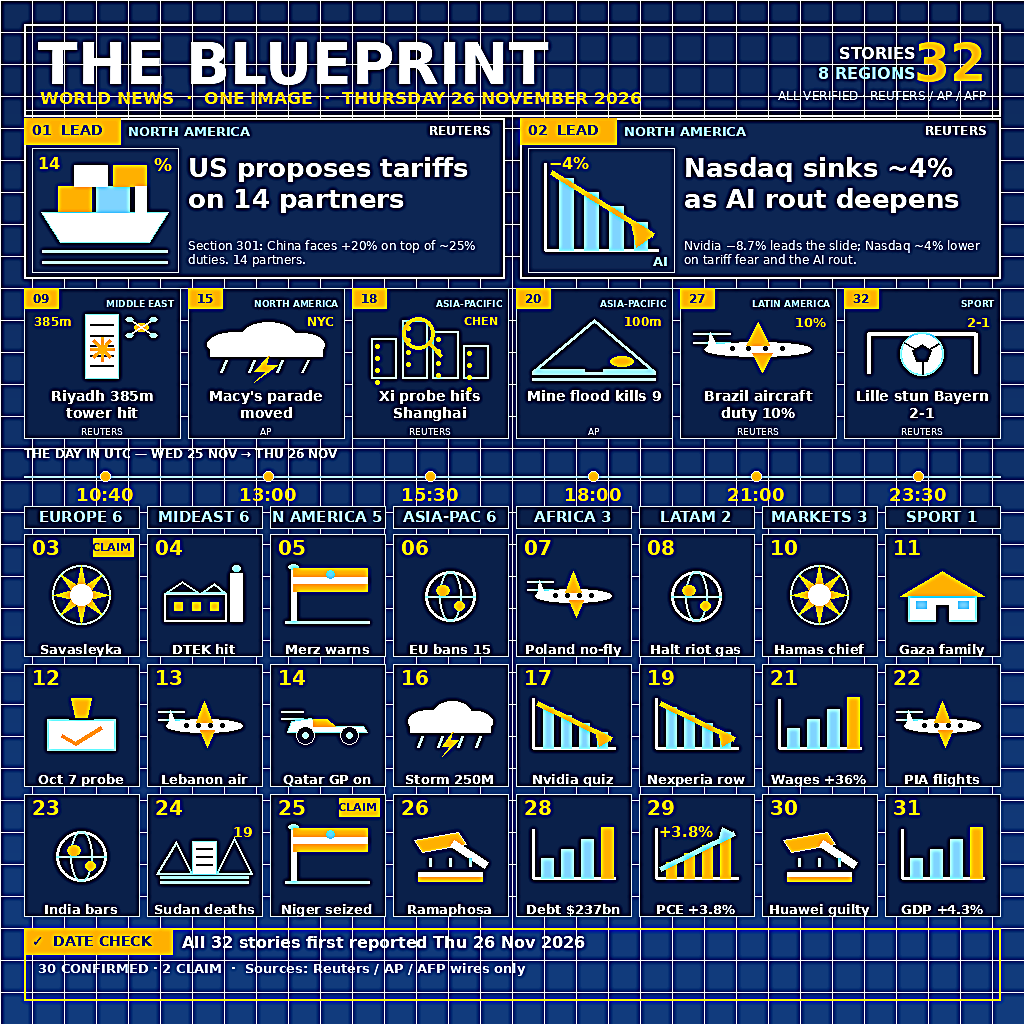 THE BLUEPRINT
WORLD NEWS · ONE IMAGE · THURSDAY 26 NOVEMBER 2026
STORIES
8 REGIONS
32
ALL VERIFIED · REUTERS / AP / AFP
01 LEAD
NORTH AMERICA
REUTERS
14
%
US proposes tariffs
on 14 partners
Section 301: China faces +20% on top of ~25%
duties. 14 partners.
02 LEAD
NORTH AMERICA
REUTERS
−4%
AI
Nasdaq sinks ~4%
as AI rout deepens
Nvidia −8.7% leads the slide; Nasdaq ~4% lower
on tariff fear and the AI rout.
09
MIDDLE EAST
385m
Riyadh 385m
tower hit
REUTERS
15
NORTH AMERICA
NYC
Macy's parade
moved
AP
18
ASIA-PACIFIC
CHEN
Xi probe hits
Shanghai
REUTERS
20
ASIA-PACIFIC
100m
Mine flood kills 9
AP
27
LATIN AMERICA
10%
Brazil aircraft
duty 10%
REUTERS
32
SPORT
2-1
Lille stun Bayern
2-1
REUTERS
THE DAY IN UTC — WED 25 NOV → THU 26 NOV
10:40
13:00
15:30
18:00
21:00
23:30
EUROPE 6
MIDEAST 6
N AMERICA 5
ASIA-PAC 6
AFRICA 3
LATAM 2
MARKETS 3
SPORT 1
03
CLAIM
Savasleyka
04
DTEK hit
05
Merz warns
06
EU bans 15
07
Poland no-fly
08
Halt riot gas
10
Hamas chief
11
Gaza family
12
Oct 7 probe
13
Lebanon air
14
Qatar GP on
16
Storm 250M
17
Nvidia quiz
19
Nexperia row
21
Wages +36%
22
PIA flights
23
India bars
24
19
Sudan deaths
25
CLAIM
Niger seized
26
Ramaphosa
28
Debt $237bn
29
+3.8%
PCE +3.8%
30
Huawei guilty
31
GDP +4.3%
✓ DATE CHECK
All 32 stories first reported Thu 26 Nov 2026
30 CONFIRMED · 2 CLAIM · Sources: Reuters / AP / AFP wires only